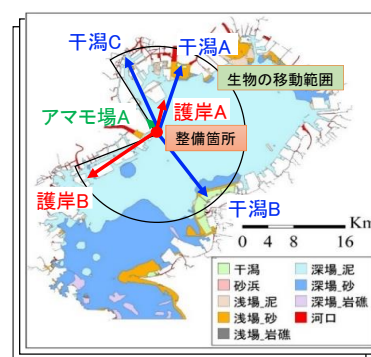 干潟C
干潟A
生物の移動範囲
護岸A
アマモ場A
整備箇所
護岸B
干潟B
Km
0 4 8 16
干潟
砂浜
浅場_泥
浅場_砂
浅場_岩礁
深場_泥
深場_砂
深場_岩礁
河口